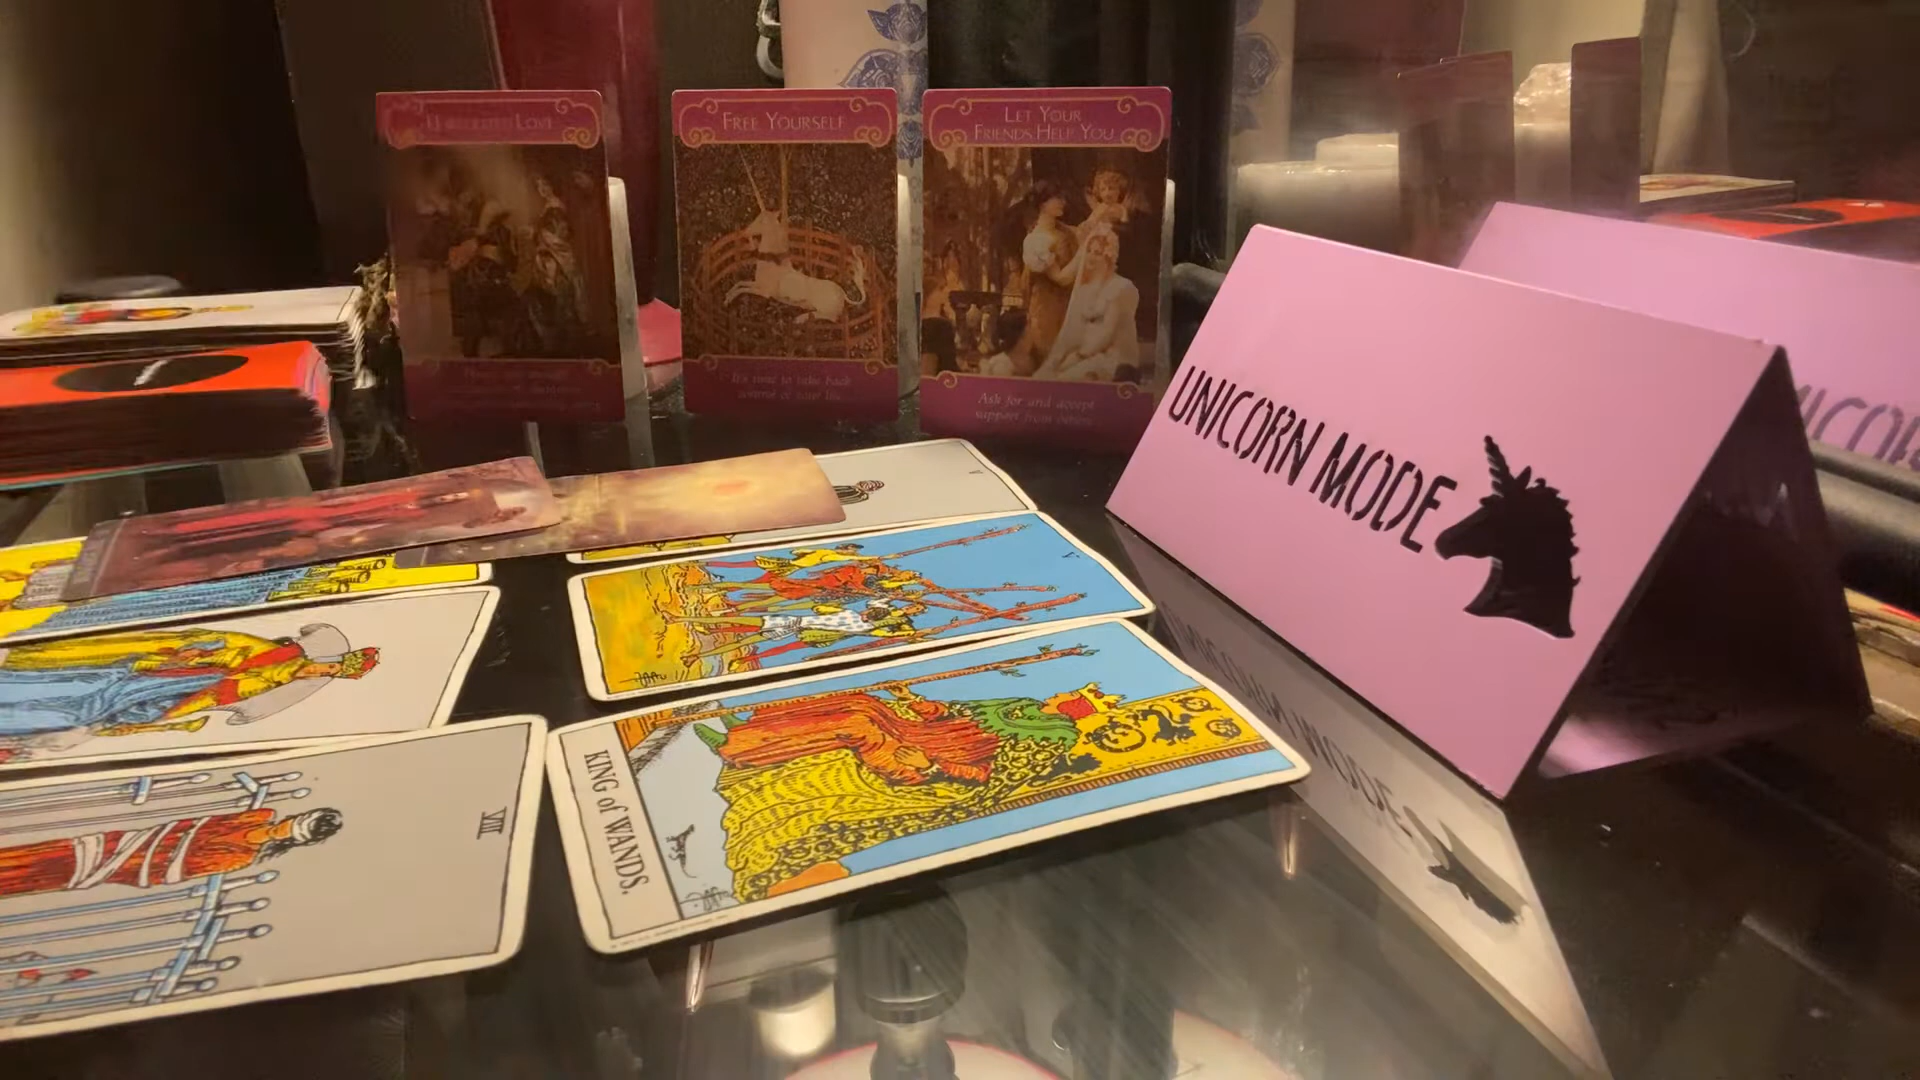 FREE YOURSELF
It's time to take back
control of your life.
LET YOUR
FRIENDS HELP YOU
Ask for and accept
support from others.
UNICORN MODE
V
VIII
KING of WANDS.